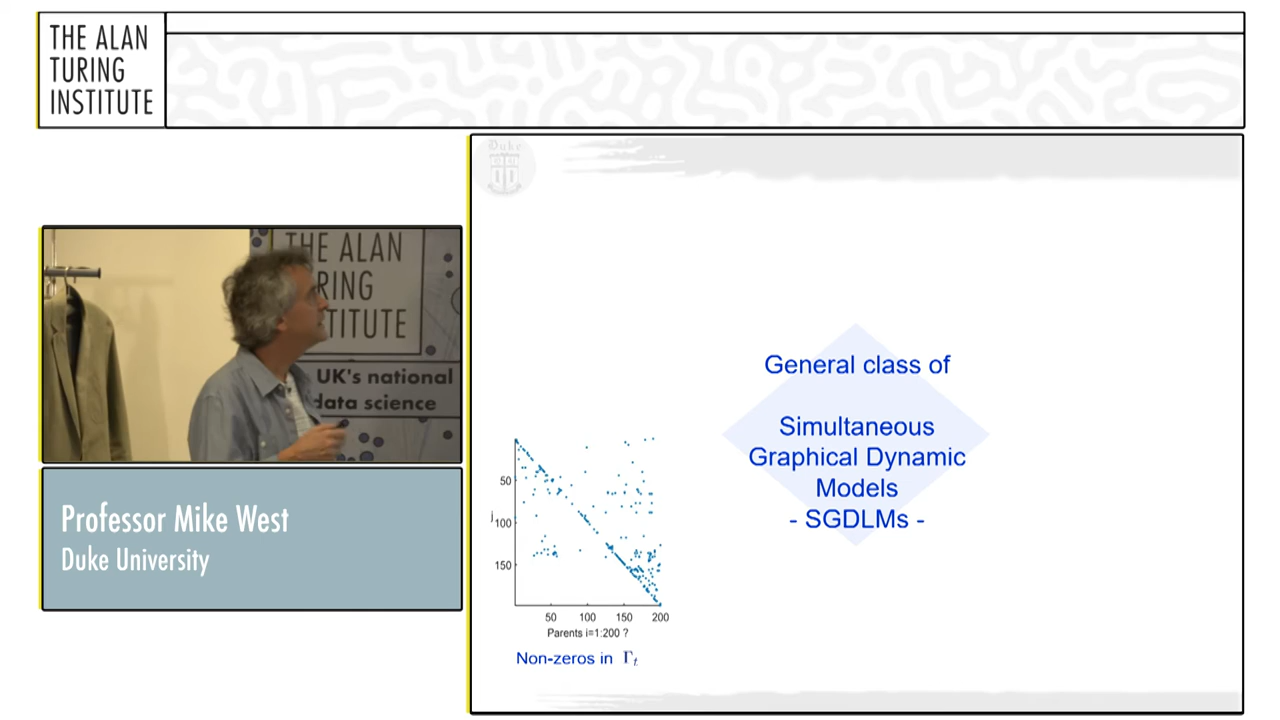 THE ALAN
TURING
INSTITUTE
Duke
THE ALAN
RING
TITUTE
UK's national
data science
Professor Mike West
Duke University
General class of
Simultaneous
Graphical Dynamic
Models
- SGDLMs -
50
100
150
j
50 100 150 200
Parents i=1:200 ?
Non-zeros in Γt